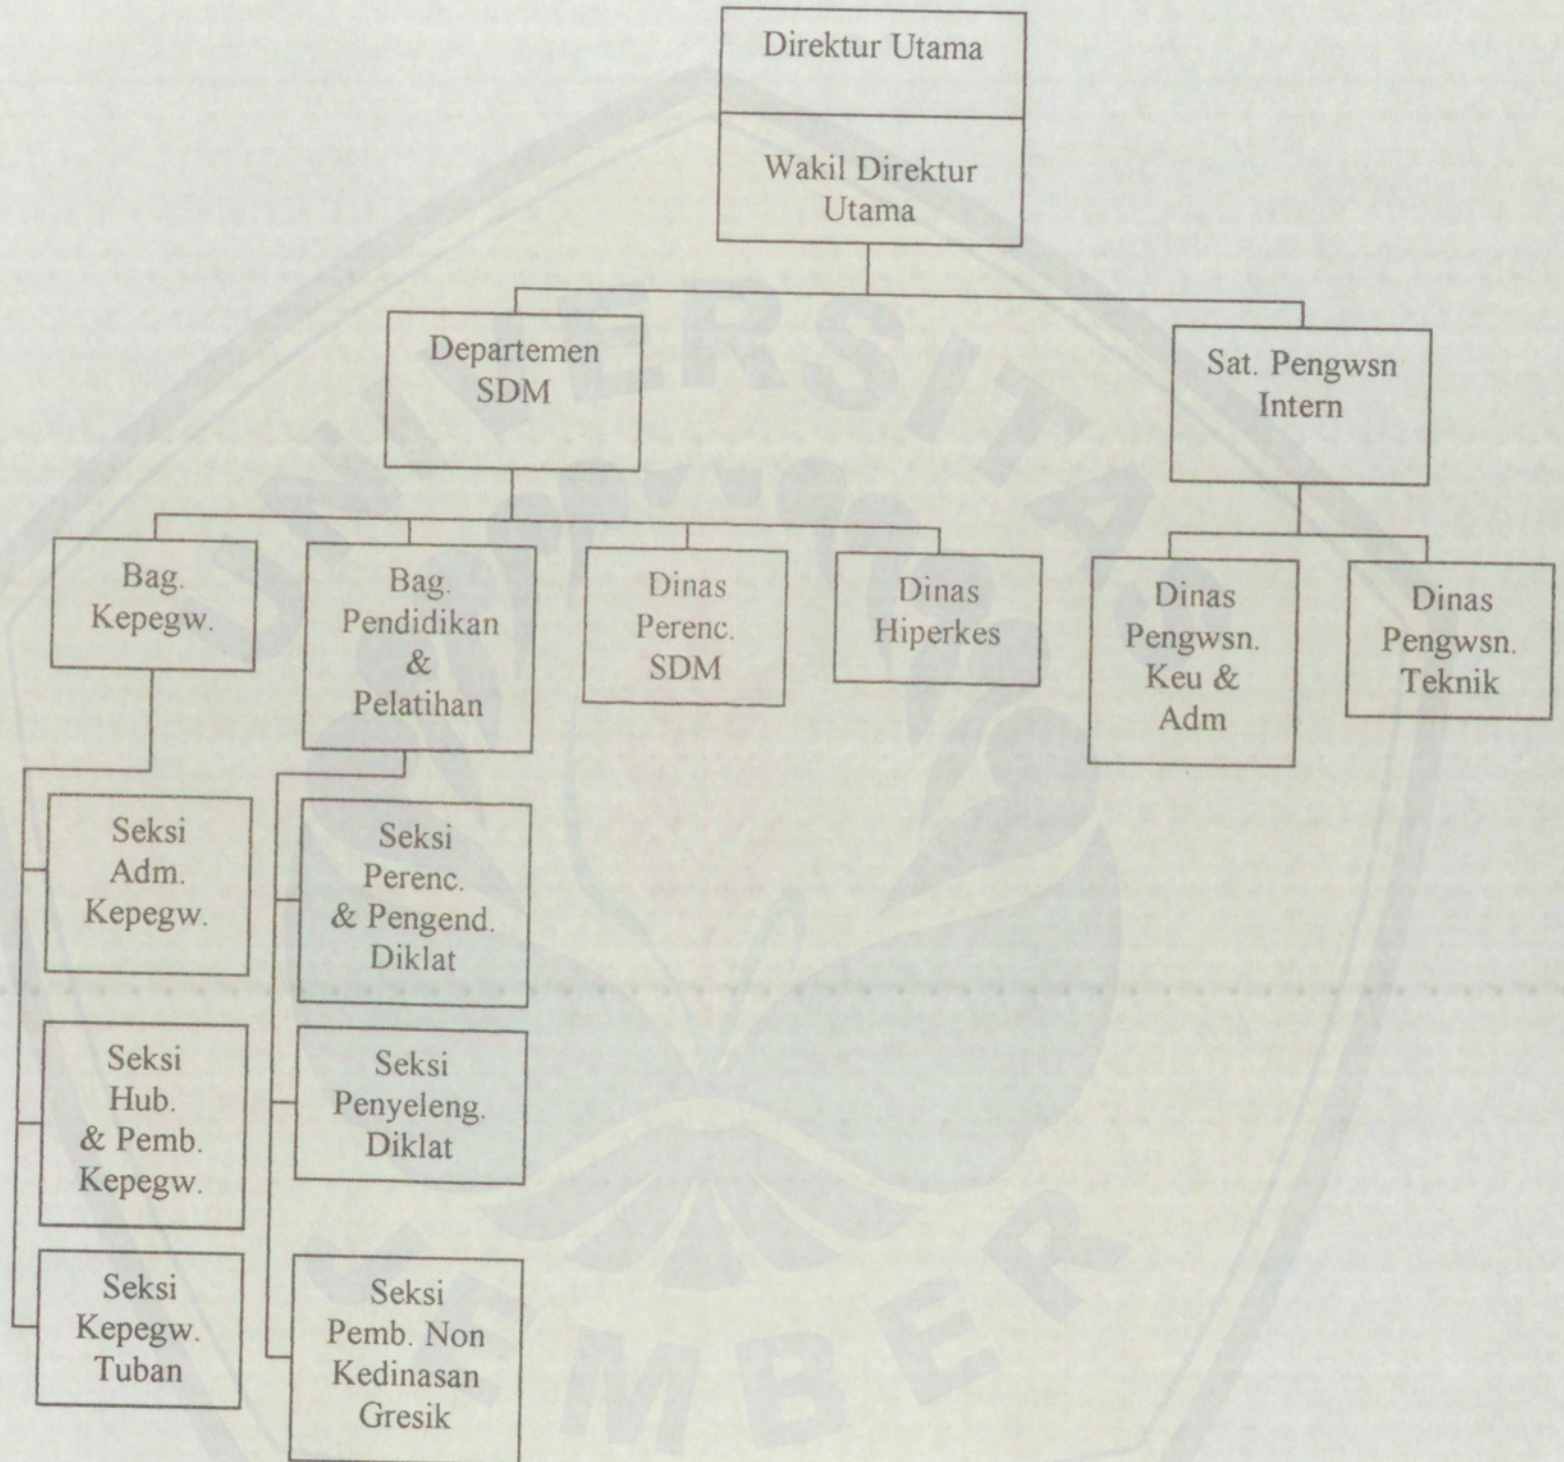 Direktur Utama
Wakil Direktur
Utama
Departemen
SDM
Sat. Pengwsn
Intern
Bag.
Kepegw.
Bag.
Pendidikan
&
Pelatihan
Dinas
Perenc.
SDM
Dinas
Hiperkes
Dinas
Pengwsn.
Keu &
Adm
Dinas
Pengwsn.
Teknik
Seksi
Adm.
Kepegw.
Seksi
Hub.
& Pemb.
Kepegw.
Seksi
Kepegw.
Tuban
Seksi
Perenc.
& Pengend.
Diklat
Seksi
Penyeleng.
Diklat
Seksi
Pemb. Non
Kedinasan
Gresik
UNIVERSITAS
JEMBER